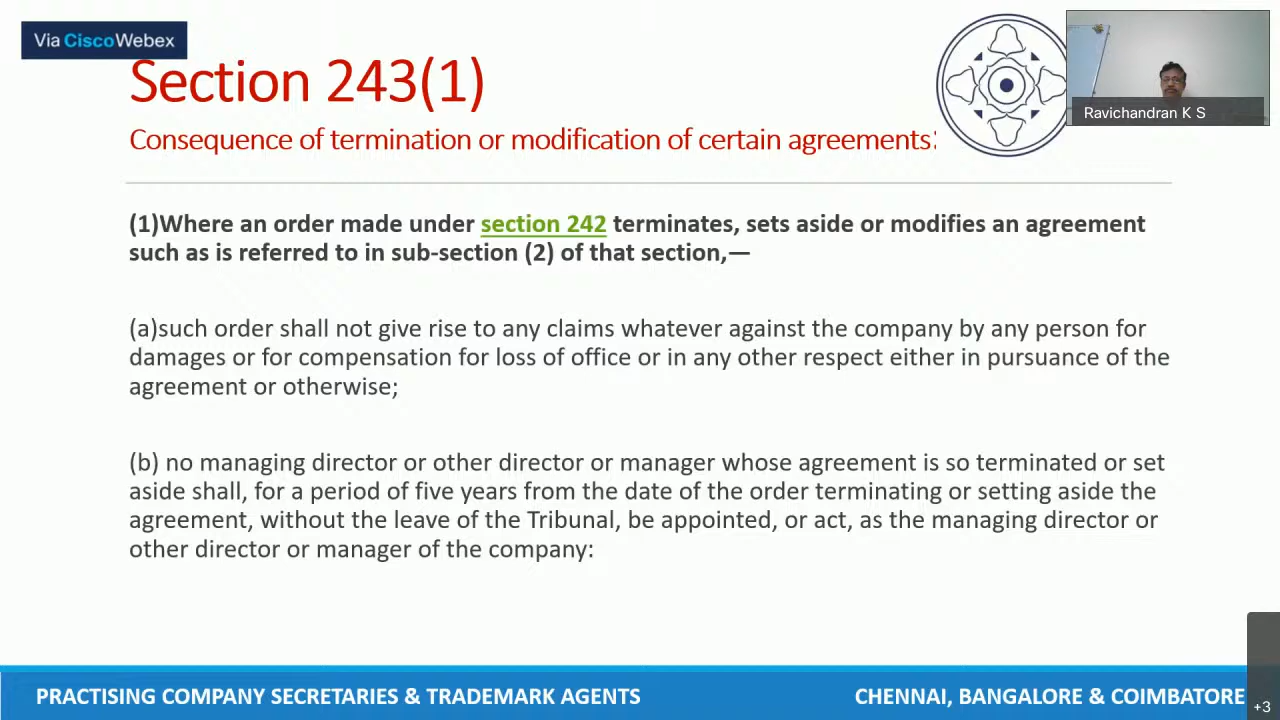 Via CiscoWebex
Section 243(1)
Ravichandran K S
Consequence of termination or modification of certain agreements:
(1)Where an order made under section 242 terminates, sets aside or modifies an agreement
such as is referred to in sub-section (2) of that section,—
(a)such order shall not give rise to any claims whatever against the company by any person for
damages or for compensation for loss of office or in any other respect either in pursuance of the
agreement or otherwise;
(b) no managing director or other director or manager whose agreement is so terminated or set
aside shall, for a period of five years from the date of the order terminating or setting aside the
agreement, without the leave of the Tribunal, be appointed, or act, as the managing director or
other director or manager of the company:
PRACTISING COMPANY SECRETARIES & TRADEMARK AGENTS
CHENNAI, BANGALORE & COIMBATORE
+3